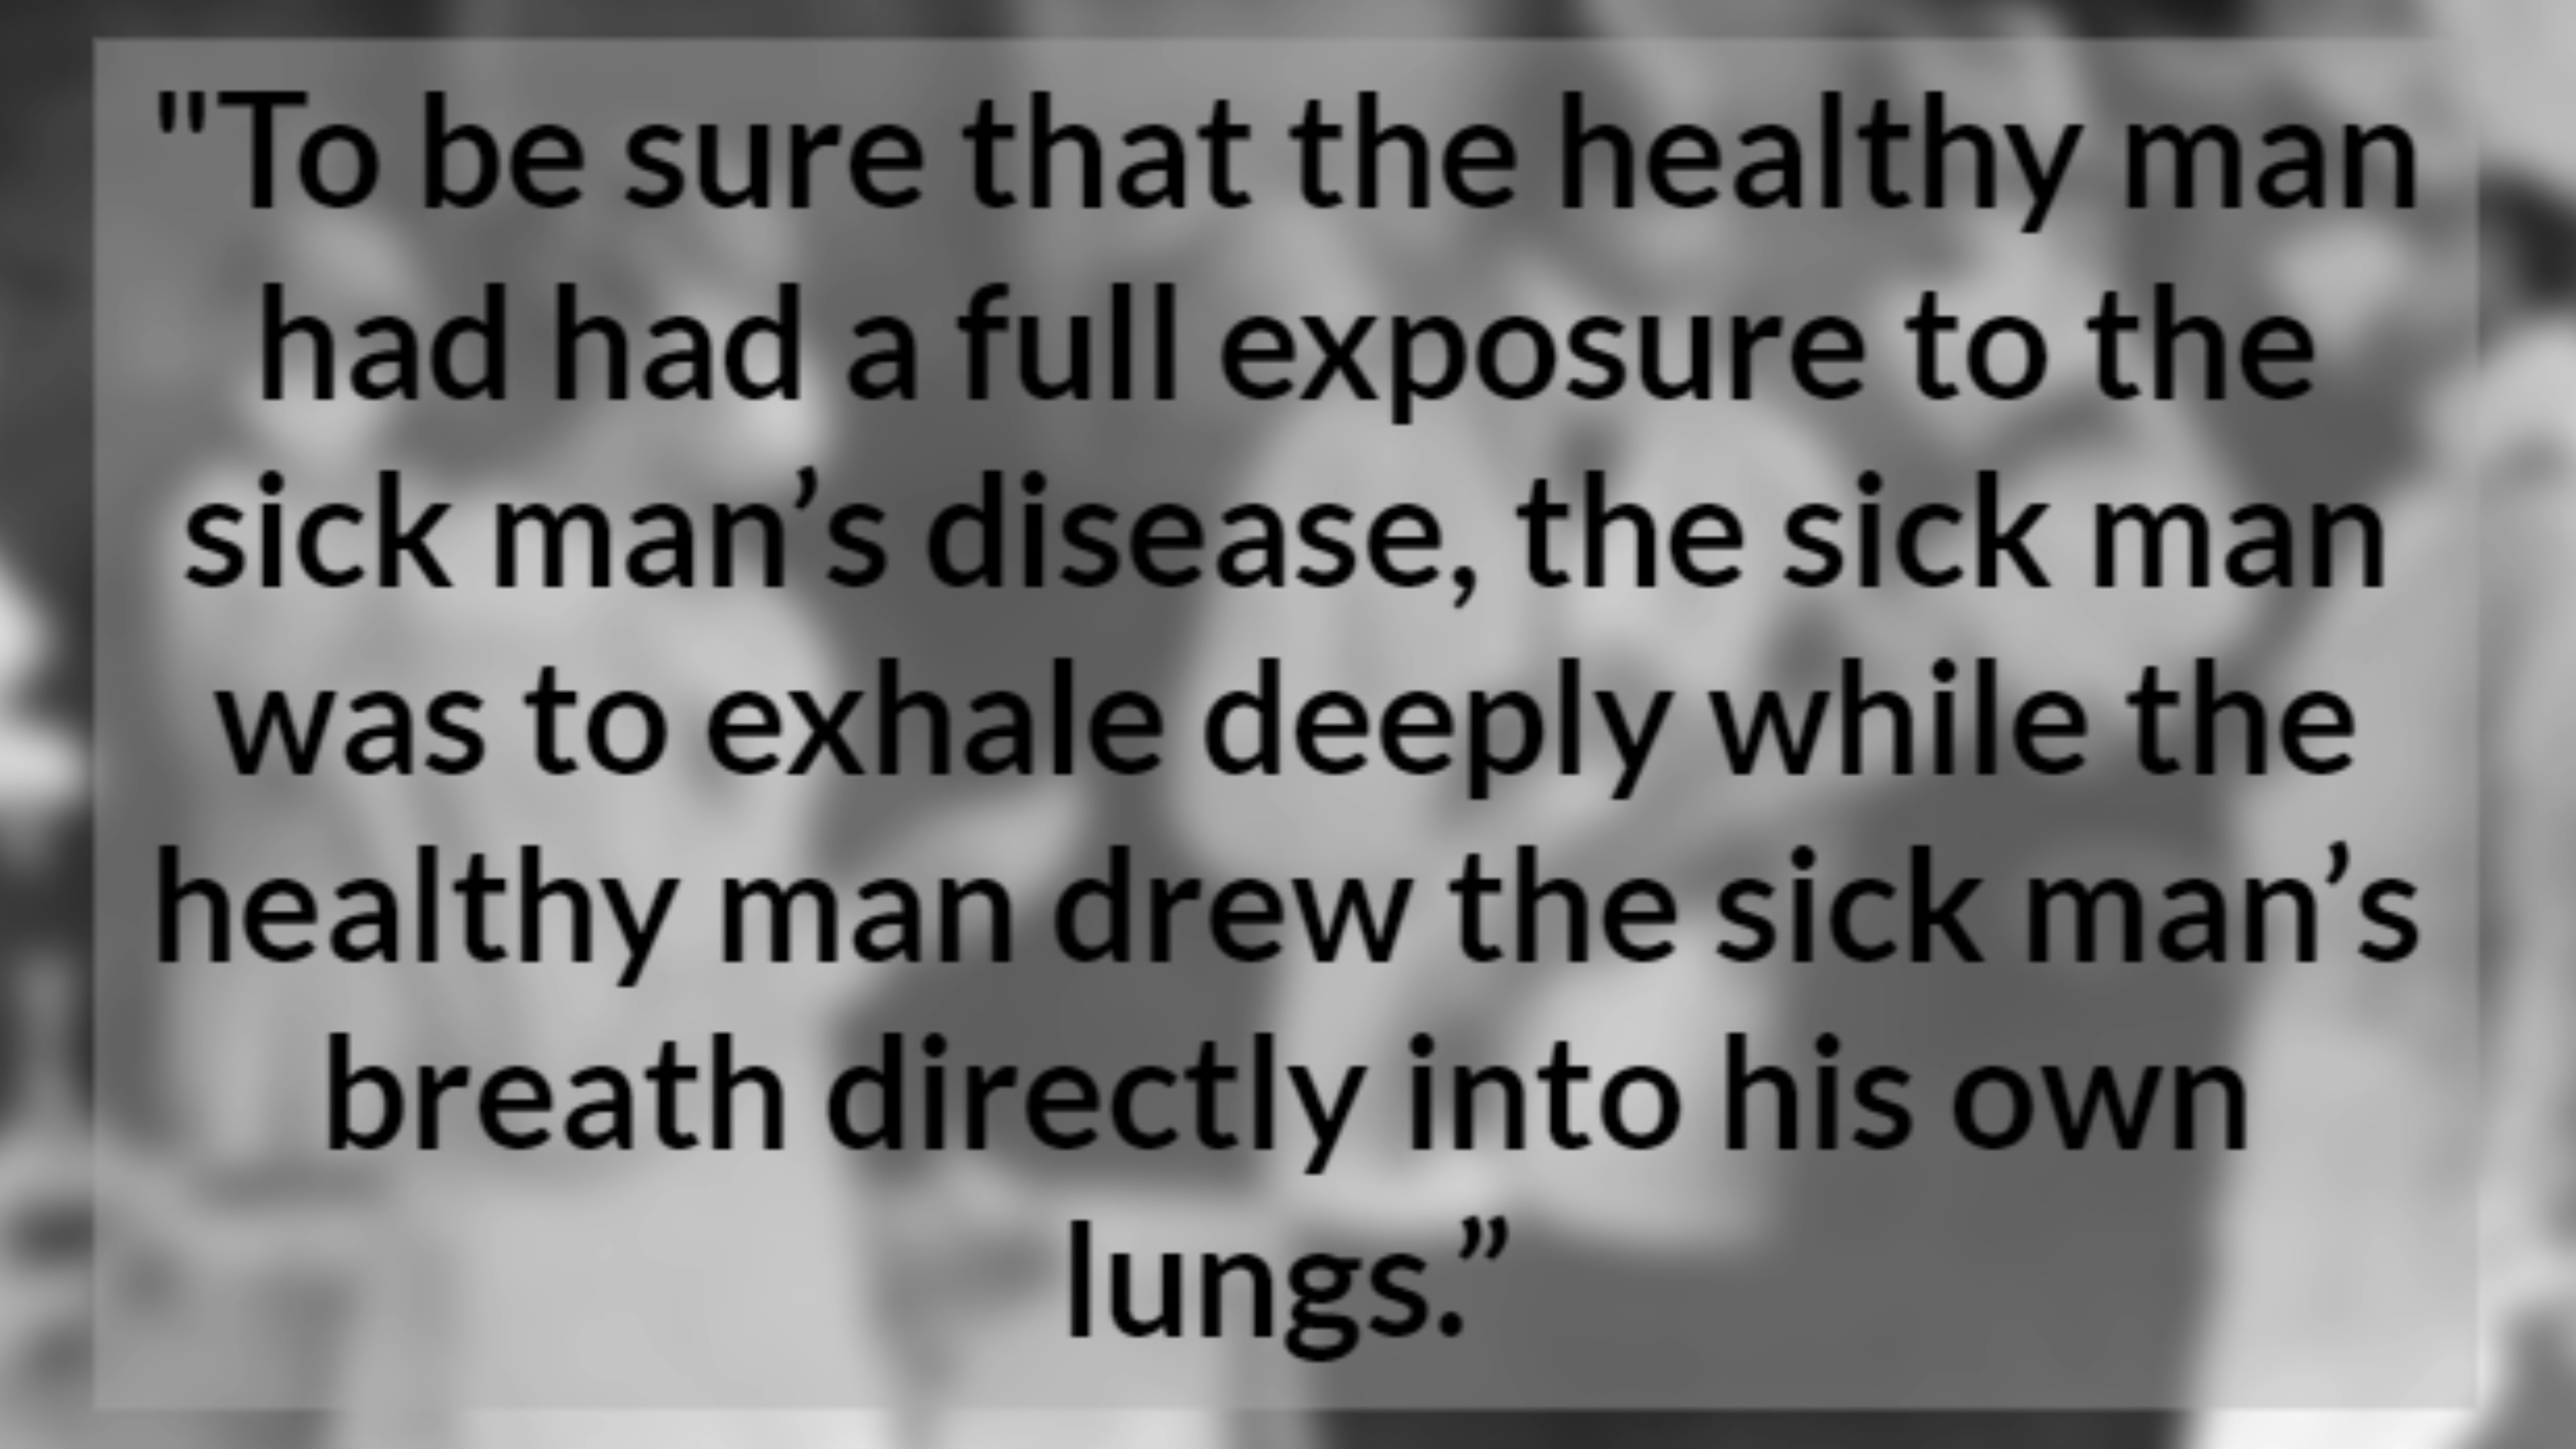 "To be sure that the healthy man
had had a full exposure to the
sick man’s disease, the sick man
was to exhale deeply while the
healthy man drew the sick man’s
breath directly into his own
lungs.”